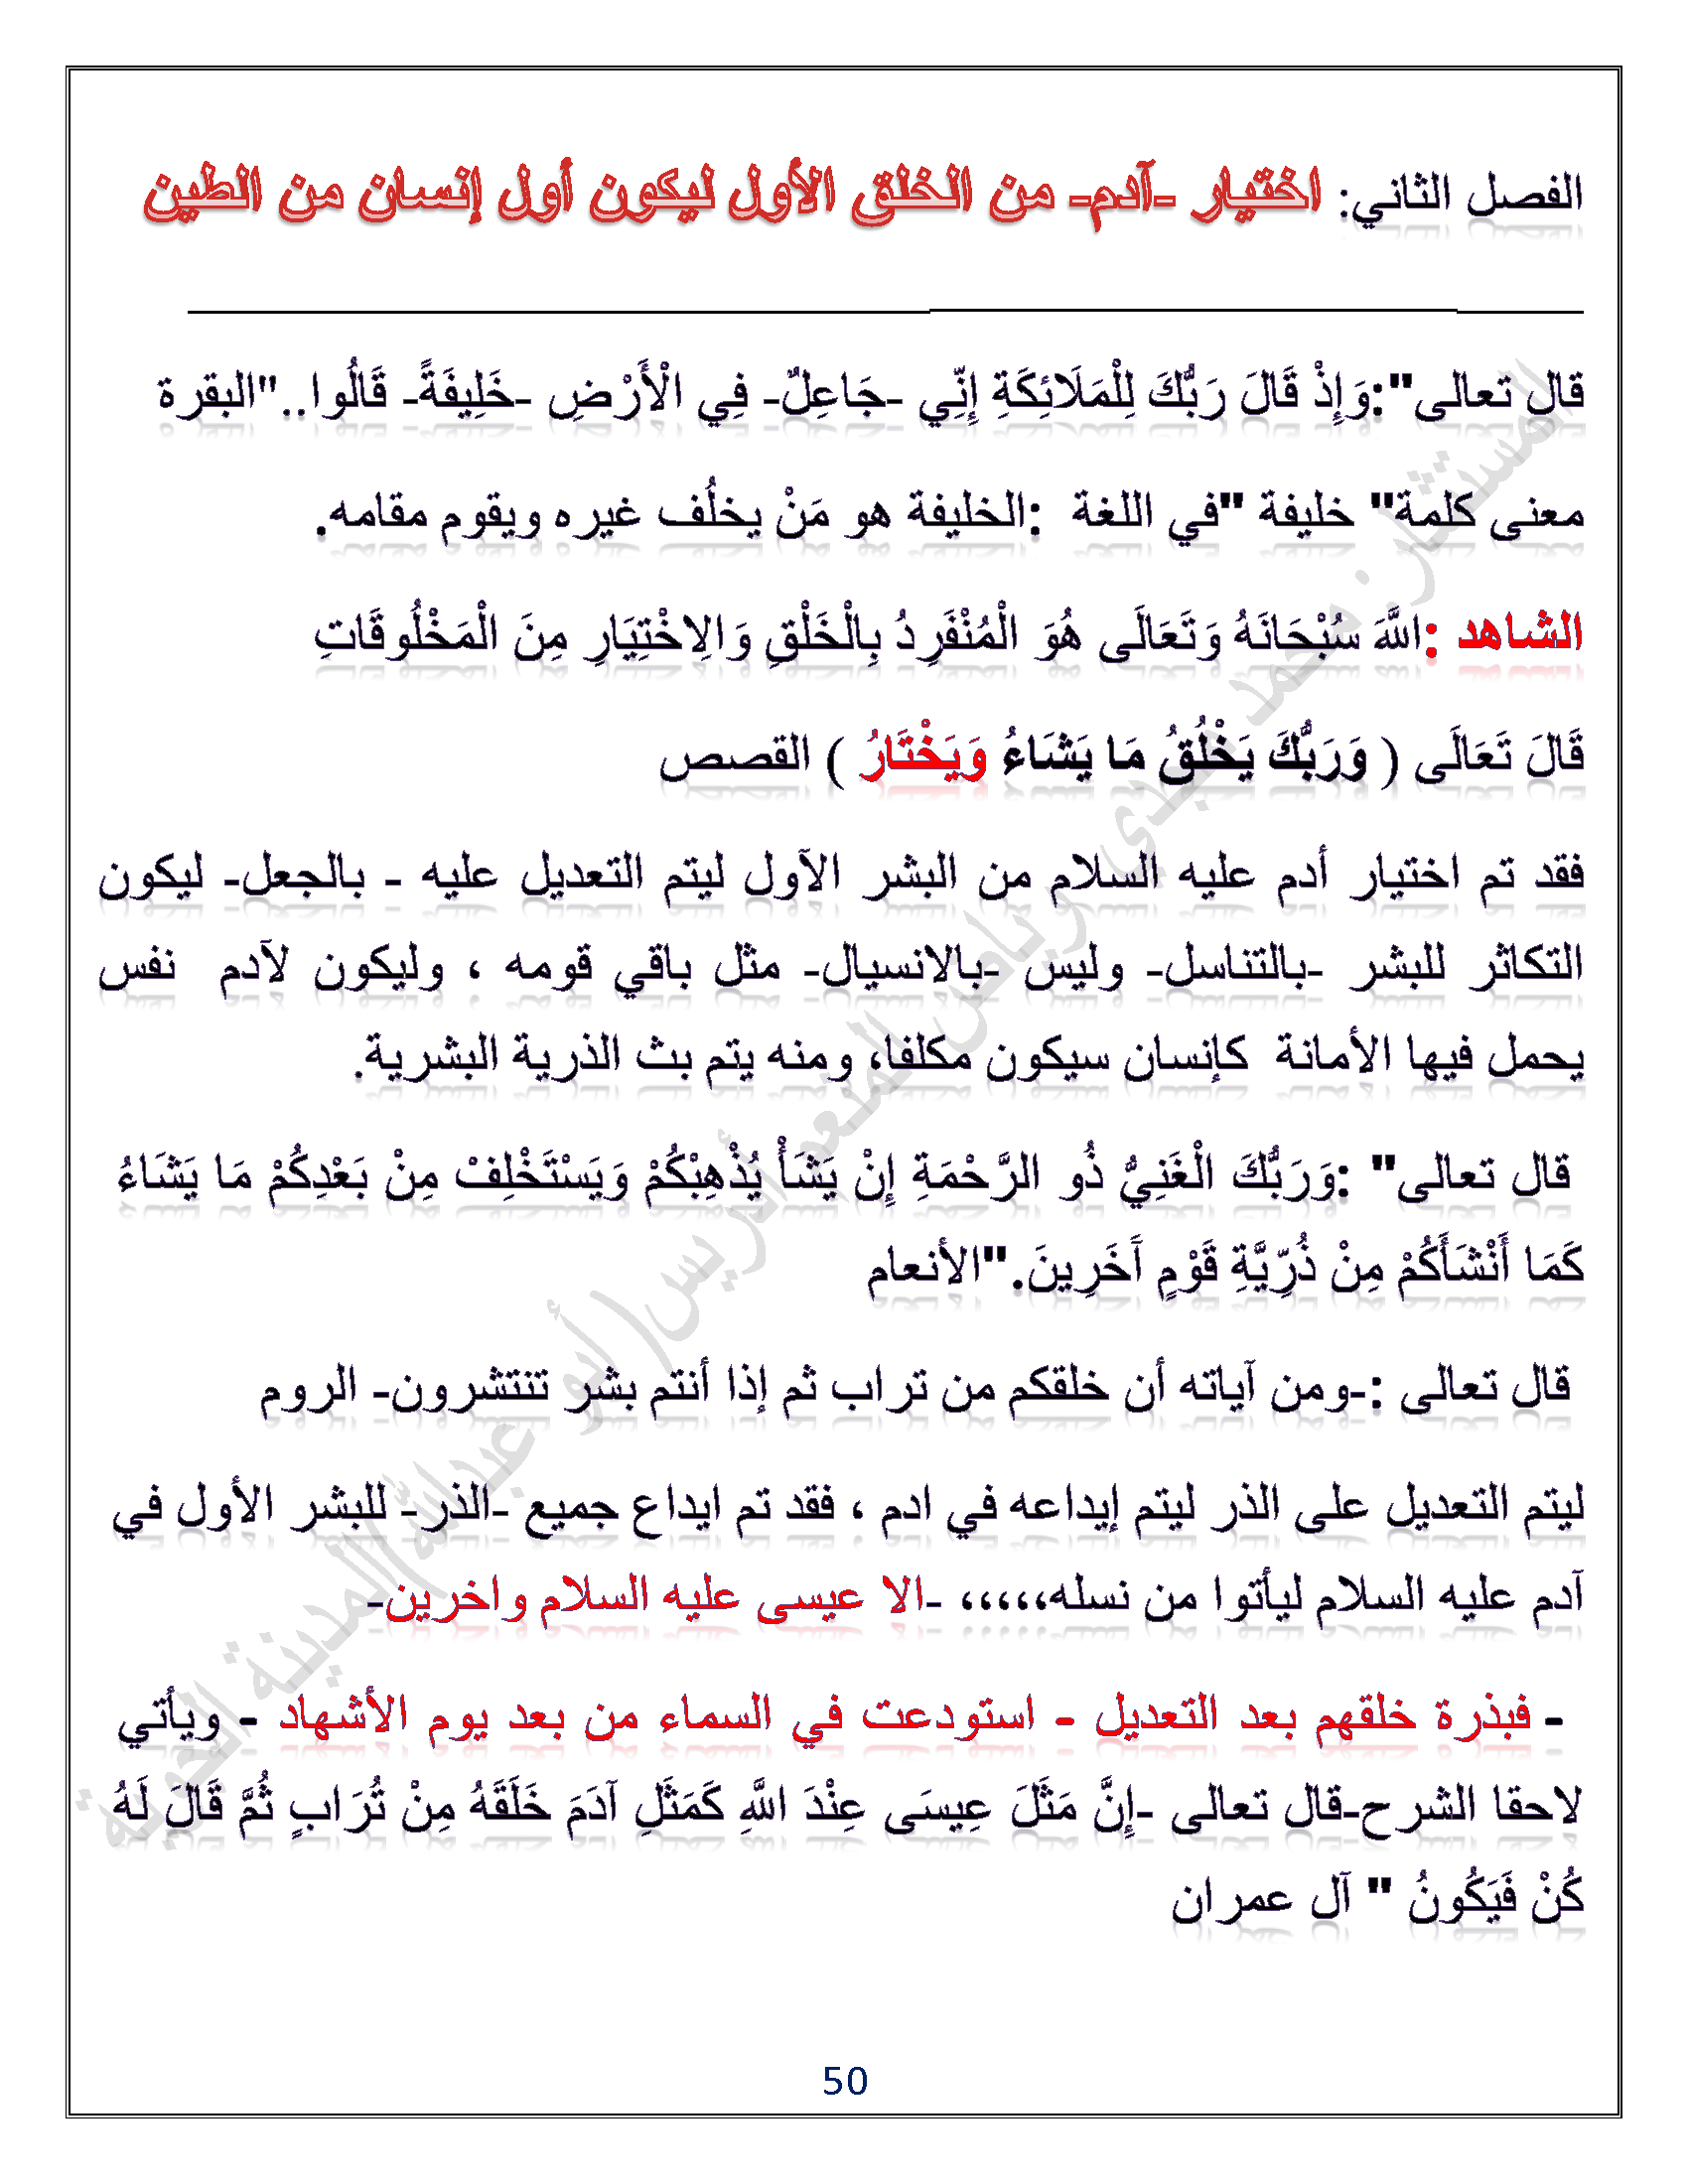 الفصل الثاني: اختيار -آدم- من الخلق الأول ليكون أول إنسان من الطين
قال تعالى":وَإِذْ قَالَ رَبُّكَ لِلْمَلَائِكَةِ إِنِّي -جَاعِلٌ- فِي الْأَرْضِ -خَلِيفَةً- قَالُوا.."البقرة
معنى كلمة" خليفة "في اللغة :الخليفة هو مَنْ يخلُف غيره ويقوم مقامه.
الشاهد :اللَّهَ سُبْحَانَهُ وَتَعَالَى هُوَ الْمُنْفَرِدُ بِالْخَلْقِ وَالِاخْتِيَارِ مِنَ الْمَخْلُوقَاتِ
قَالَ تَعَالَى ( وَرَبُّكَ يَخْلُقُ مَا يَشَاءُ وَيَخْتَارُ ) القصص
فقد تم اختيار أدم عليه السلام من البشر الآول ليتم التعديل عليه - بالجعل- ليكون
التكاثر للبشر -بالتناسل- وليس -بالانسيال- مثل باقي قومه ، وليكون لآدم نفس
يحمل فيها الأمانة كإنسان سيكون مكلفا، ومنه يتم بث الذرية البشرية.
قال تعالى" :وَرَبُّكَ الْغَنِيُّ ذُو الرَّحْمَةِ إِنْ يَشَأْ يُذْهِبْكُمْ وَيَسْتَخْلِفْ مِنْ بَعْدِكُمْ مَا يَشَاءُ
كَمَا أَنْشَأَكُمْ مِنْ ذُرِّيَّةِ قَوْمٍ آَخَرِينَ."الأنعام
قال تعالى :-ومن آياته أن خلقكم من تراب ثم إذا أنتم بشر تنتشرون- الروم
ليتم التعديل على الذر ليتم إيداعه في ادم ، فقد تم ايداع جميع -الذر- للبشر الأول في
آدم عليه السلام ليأتوا من نسله،،،،، -الا عيسى عليه السلام واخرين-
- فبذرة خلقهم بعد التعديل - استودعت في السماء من بعد يوم الأشهاد - ويأتي
لاحقا الشرح-قال تعالى -إِنَّ مَثَلَ عِيسَى عِنْدَ اللَّهِ كَمَثَلِ آدَمَ خَلَقَهُ مِنْ تُرَابٍ ثُمَّ قَالَ لَهُ
كُنْ فَيَكُونُ " آل عمران
50